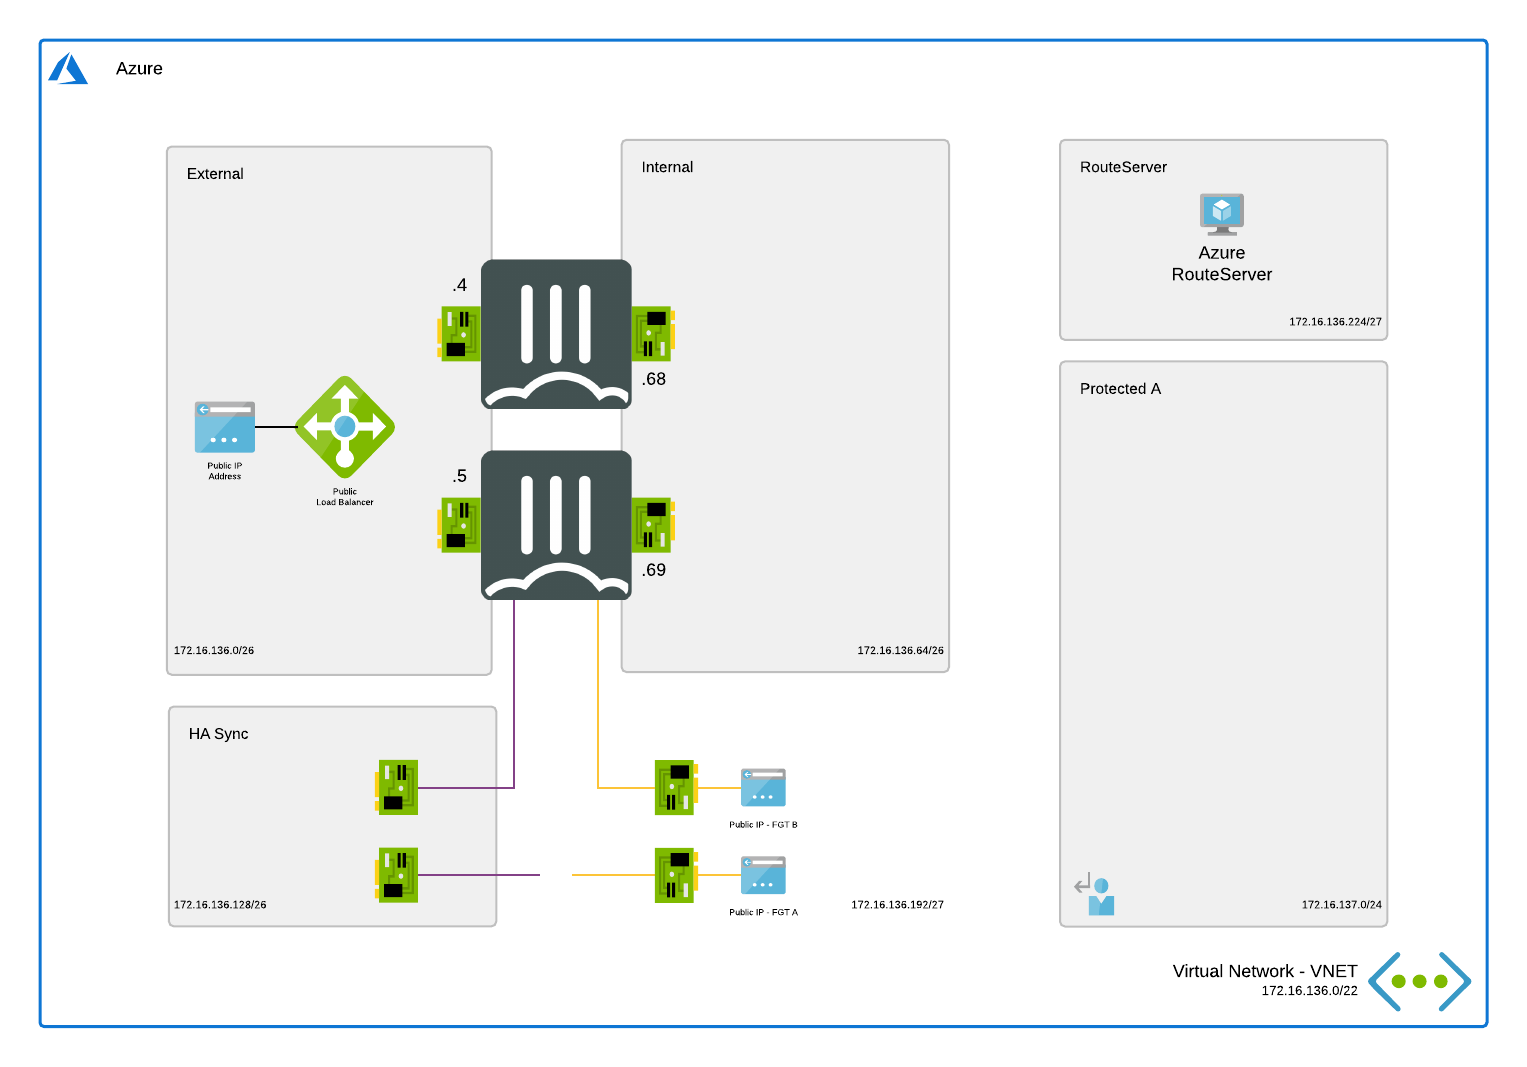 Azure
External
.4
.5
Public IP
Address
Public
Load Balancer
172.16.136.0/26
Internal
.68
.69
172.16.136.64/26
RouteServer
Azure
RouteServer
172.16.136.224/27
Protected A
172.16.137.0/24
HA Sync
172.16.136.128/26
Public IP - FGT B
Public IP - FGT A
172.16.136.192/27
Virtual Network - VNET
172.16.136.0/22